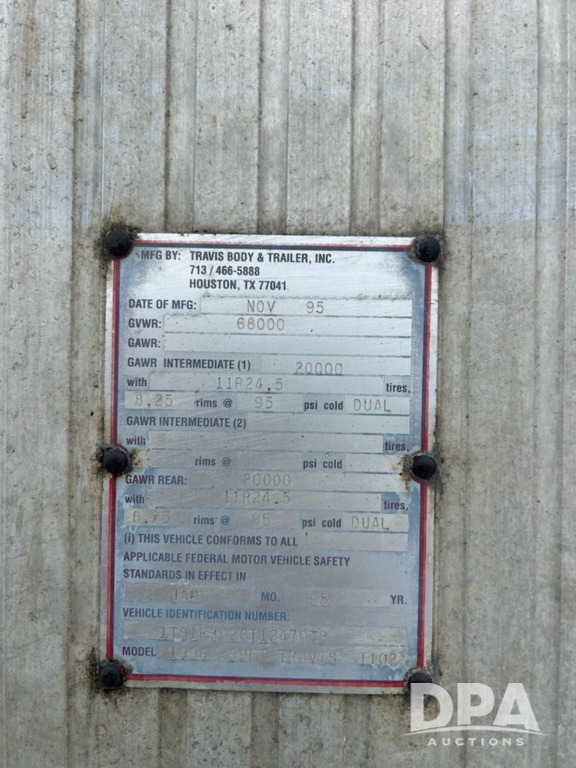 MFG BY: TRAVIS BODY & TRAILER, INC.
713 / 466-5888
HOUSTON, TX 77041
DATE OF MFG: NOV 95
GVWR: 68000
GAWR:
GAWR INTERMEDIATE (1) 20000
with 11R24.5 tires,
8.25 rims @ 95 psi cold DUAL
GAWR INTERMEDIATE (2)
with tires,
rims @ psi cold
GAWR REAR: 20000
with 11R24.5 tires,
8.25 rims @ 95 psi cold DUAL
(i) THIS VEHICLE CONFORMS TO ALL
APPLICABLE FEDERAL MOTOR VEHICLE SAFETY
STANDARDS IN EFFECT IN
JAN MO. YR.
VEHICLE IDENTIFICATION NUMBER:
MODEL TRAVIS
DPA
AUCTIONS